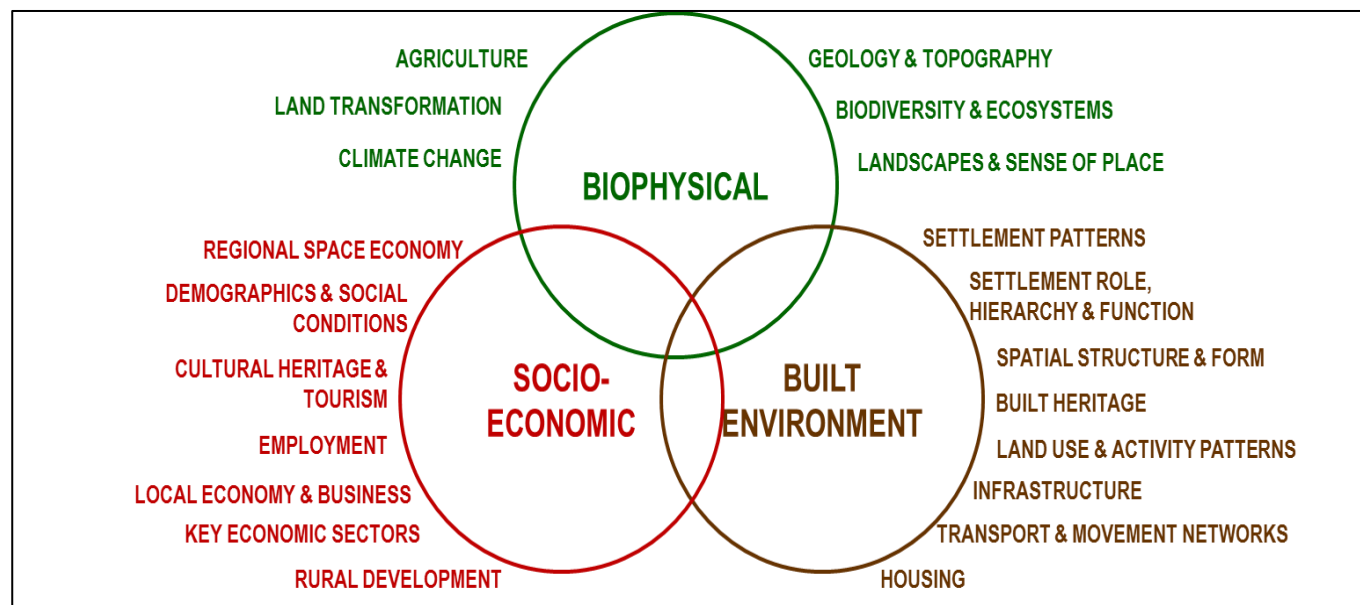 AGRICULTURE
LAND TRANSFORMATION
CLIMATE CHANGE
GEOLOGY & TOPOGRAPHY
BIODIVERSITY & ECOSYSTEMS
LANDSCAPES & SENSE OF PLACE
BIOPHYSICAL
REGIONAL SPACE ECONOMY
DEMOGRAPHICS & SOCIAL
CONDITIONS
CULTURAL HERITAGE &
TOURISM
EMPLOYMENT
LOCAL ECONOMY & BUSINESS
KEY ECONOMIC SECTORS
RURAL DEVELOPMENT
SOCIO-
ECONOMIC
BUILT
ENVIRONMENT
SETTLEMENT PATTERNS
SETTLEMENT ROLE,
HIERARCHY & FUNCTION
SPATIAL STRUCTURE & FORM
BUILT HERITAGE
LAND USE & ACTIVITY PATTERNS
INFRASTRUCTURE
TRANSPORT & MOVEMENT NETWORKS
HOUSING